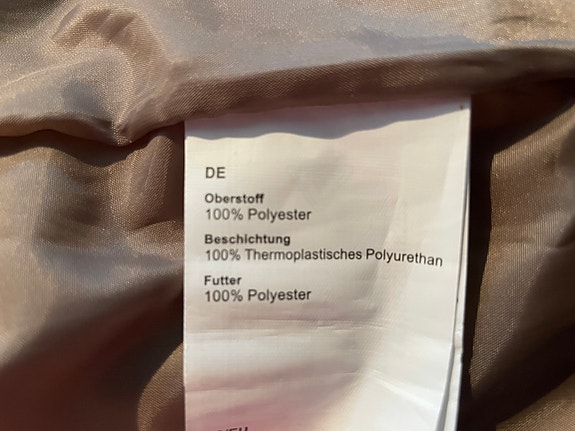 DE
Oberstoff
100% Polyester
Beschichtung
100% Thermoplastisches Polyurethan
Futter
100% Polyester